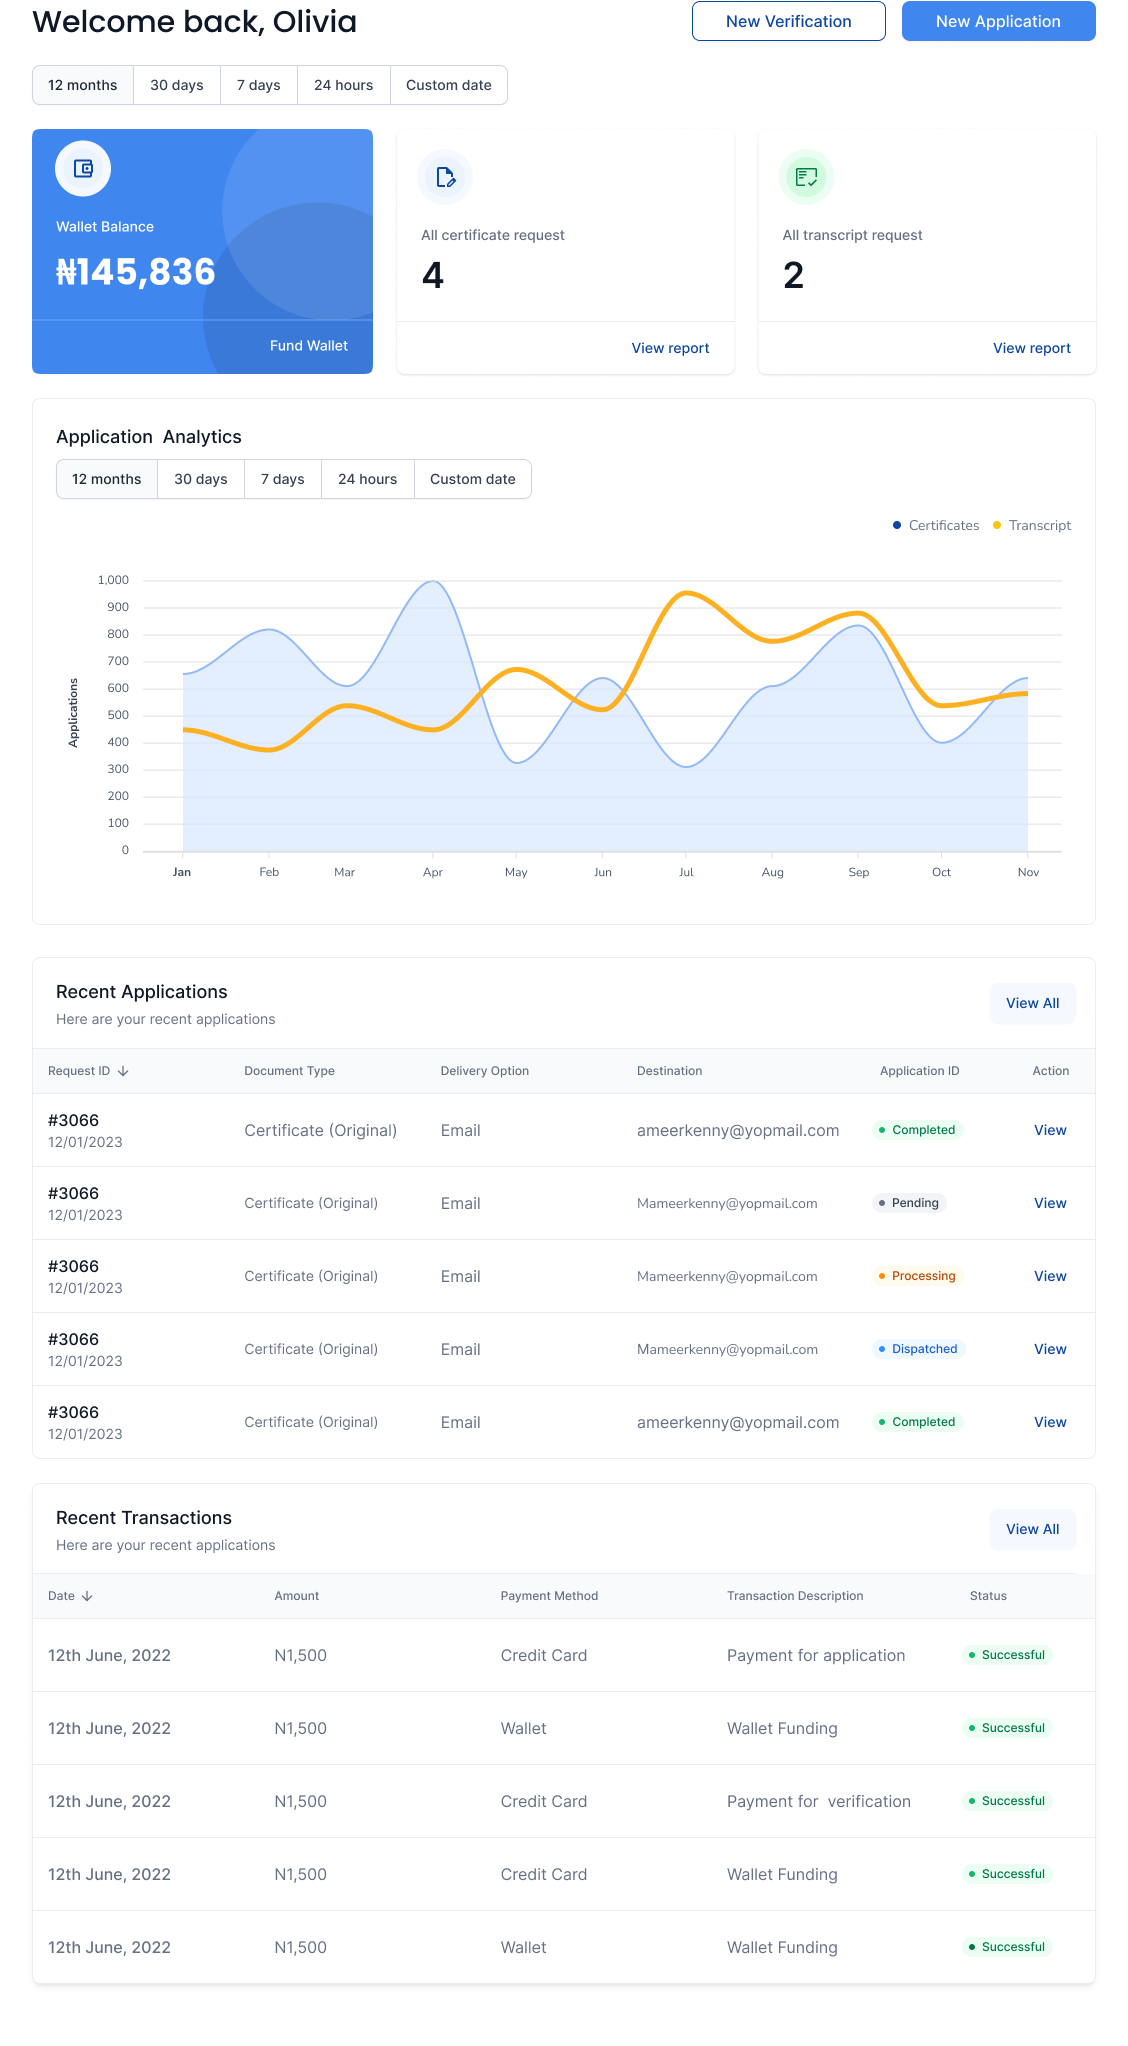 Welcome back, Olivia
New Verification
New Application
12 months 30 days 7 days 24 hours Custom date
Wallet Balance
₦145,836
Fund Wallet
All certificate request
4
View report
All transcript request
2
View report
Application Analytics
12 months 30 days 7 days 24 hours Custom date
Certificates Transcript
Applications
1,000
900
800
700
600
500
400
300
200
100
0
Jan Feb Mar Apr May Jun Jul Aug Sep Oct Nov
Recent Applications
Here are your recent applications
View All
Request ID Document Type Delivery Option Destination Application ID Action
#3066
12/01/2023
Certificate (Original) Email ameerkenny@yopmail.com Completed View
#3066
12/01/2023
Certificate (Original) Email Mameerkenny@yopmail.com Pending View
#3066
12/01/2023
Certificate (Original) Email Mameerkenny@yopmail.com Processing View
#3066
12/01/2023
Certificate (Original) Email Mameerkenny@yopmail.com Dispatched View
#3066
12/01/2023
Certificate (Original) Email ameerkenny@yopmail.com Completed View
Recent Transactions
Here are your recent applications
View All
Date Amount Payment Method Transaction Description Status
12th June, 2022 N1,500 Credit Card Payment for application Successful
12th June, 2022 N1,500 Wallet Wallet Funding Successful
12th June, 2022 N1,500 Credit Card Payment for verification Successful
12th June, 2022 N1,500 Credit Card Wallet Funding Successful
12th June, 2022 N1,500 Wallet Wallet Funding Successful